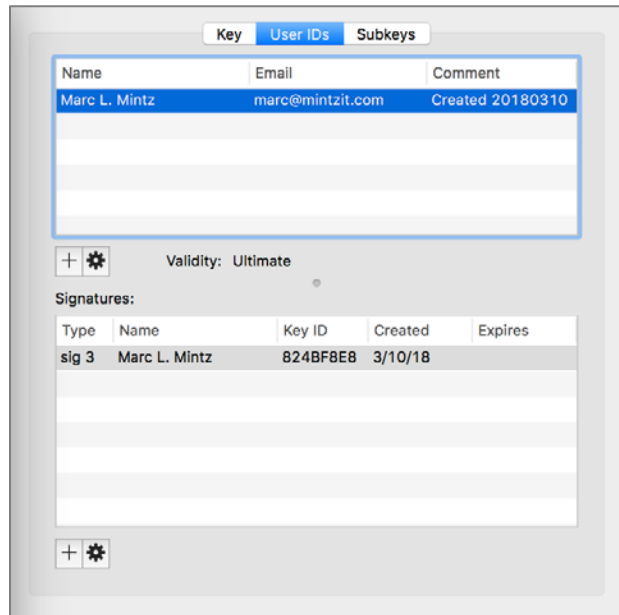 Key User IDs Subkeys
Name Email Comment
Marc L. Mintz marc@mintzit.com Created 20180310
Validity: Ultimate
Signatures:
Type Name Key ID Created Expires
sig 3 Marc L. Mintz 824BF8E8 3/10/18